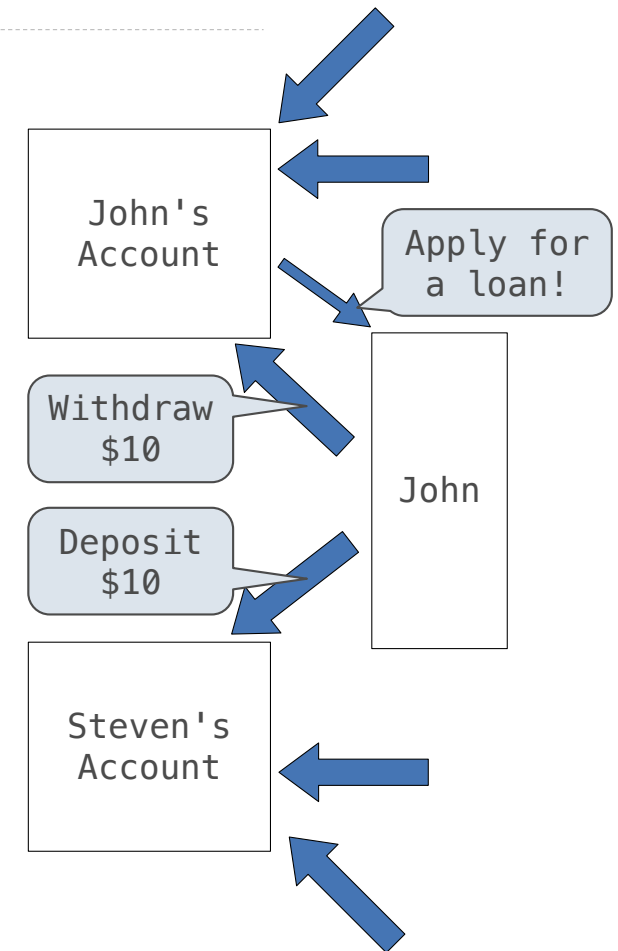 John's
Account
Apply for
a loan!
Withdraw
$10
John
Deposit
$10
Steven's
Account